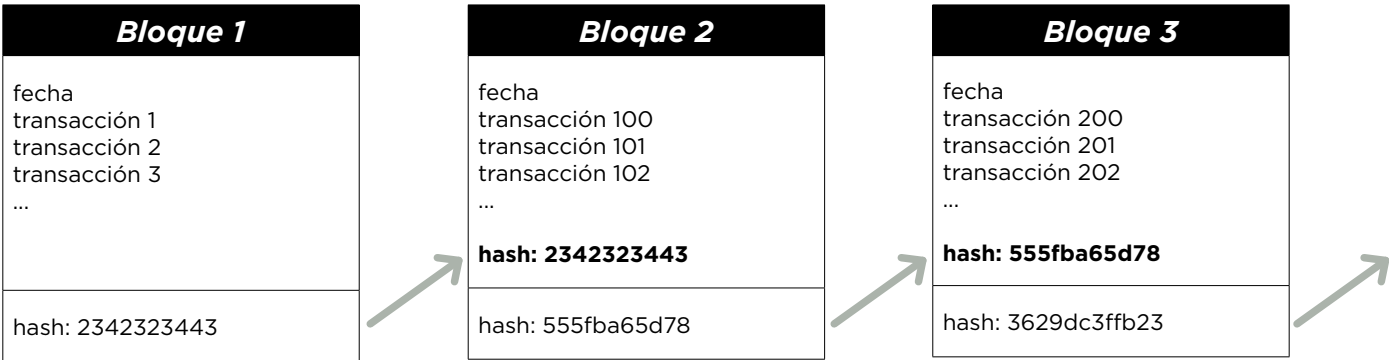 Bloque 1
fecha
transacción 1
transacción 2
transacción 3
...
hash: 2342323443
Bloque 2
fecha
transacción 100
transacción 101
transacción 102
...
hash: 2342323443
hash: 555fba65d78
Bloque 3
fecha
transacción 200
transacción 201
transacción 202
...
hash: 555fba65d78
hash: 3629dc3ffb23